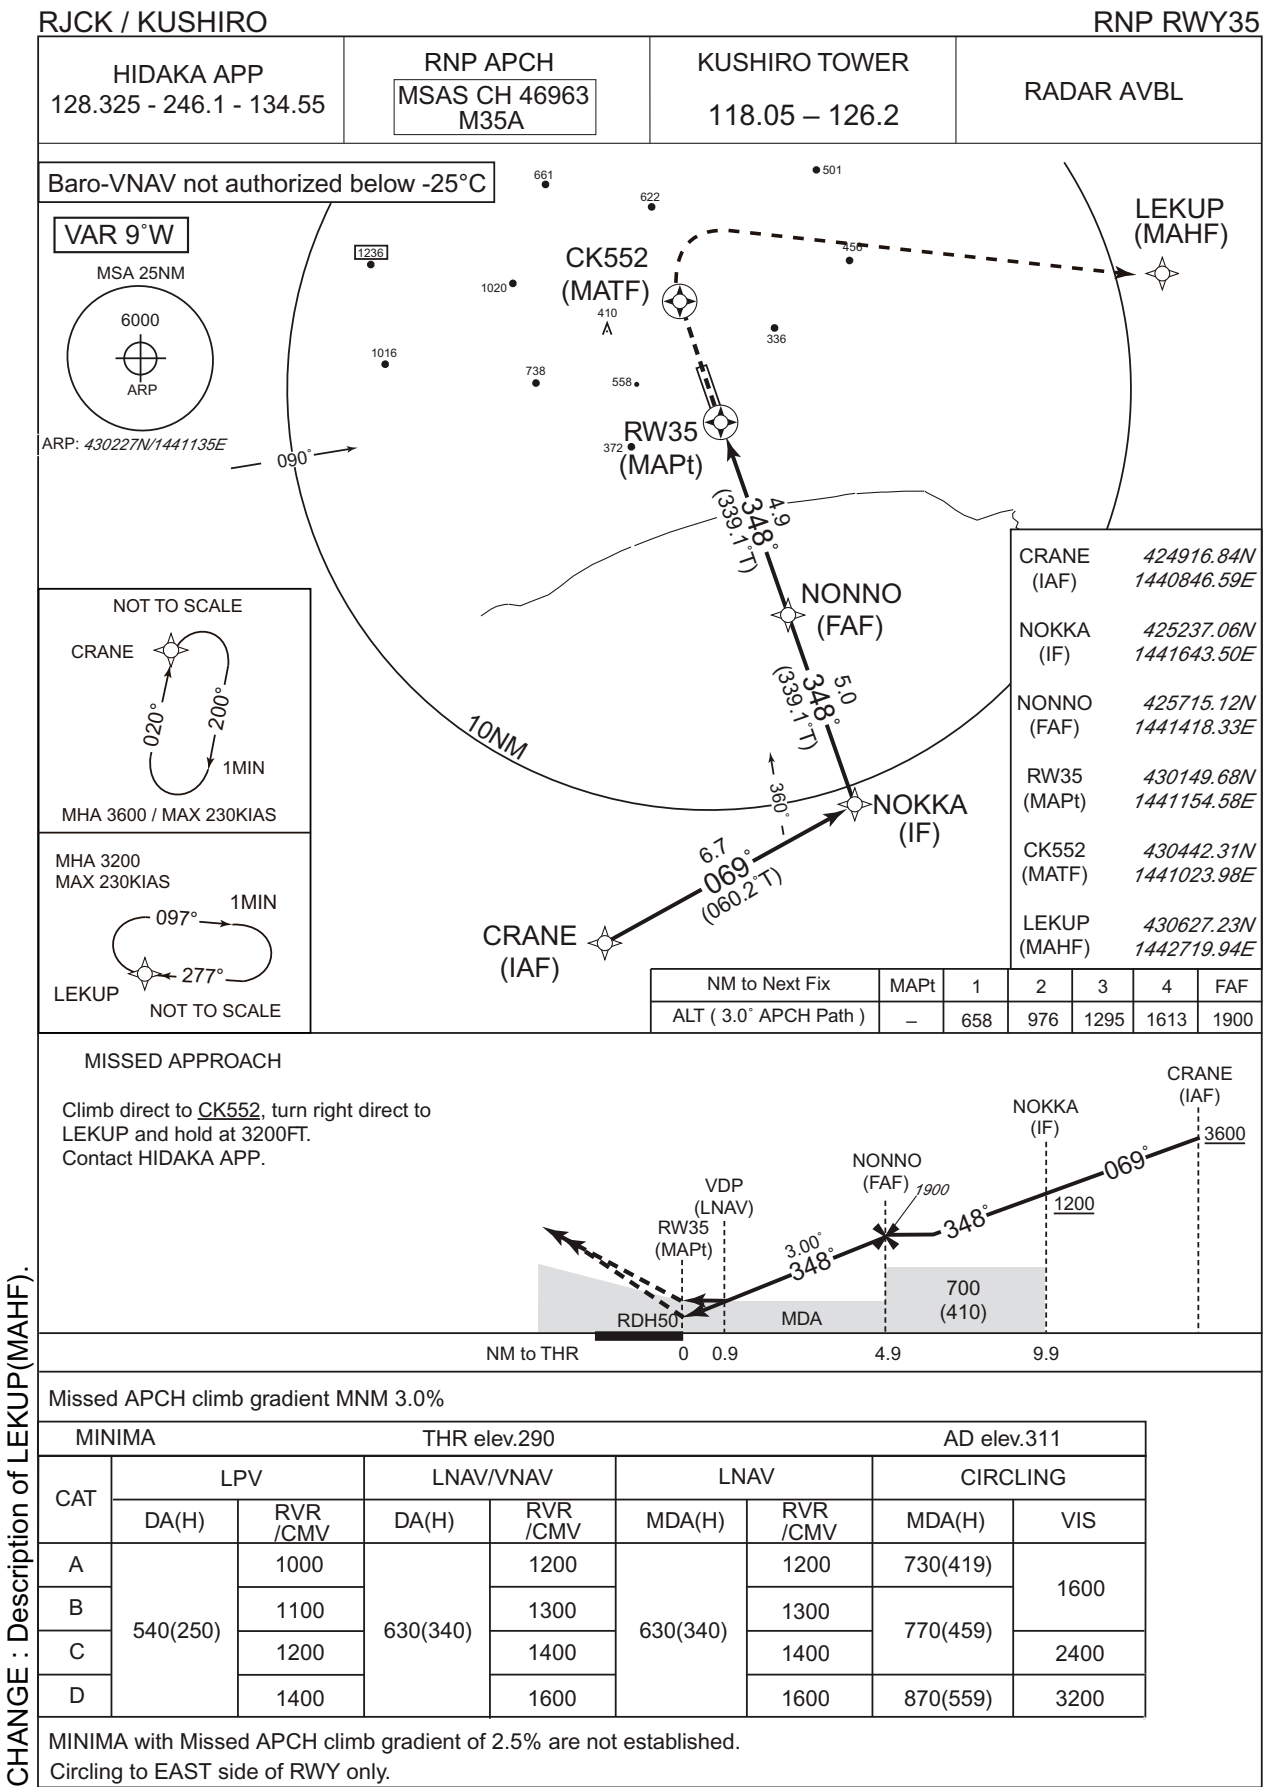 RJCK / KUSHIRO
RNP RWY35
HIDAKA APP
128.325 - 246.1 - 134.55
RNP APCH
MSAS CH 46963
M35A
KUSHIRO TOWER
118.05 – 126.2
RADAR AVBL
Baro-VNAV not authorized below -25°C
VAR 9°W
MSA 25NM
6000
ARP
ARP: 430227N/1441135E
661
622
501
1236
1020
410
456
336
1016
738
558
372
CK552
(MATF)
LEKUP
(MAHF)
RW35
(MAPt)
090°
4.9
348°
(339.1°T)
NONNO
(FAF)
5.0
348°
(339.1°T)
10NM
360°
NOKKA
(IF)
6.7
069°
(060.2°T)
CRANE
(IAF)
NOT TO SCALE
CRANE
020°
200°
1MIN
MHA 3600 / MAX 230KIAS
MHA 3200
MAX 230KIAS
1MIN
097°
277°
LEKUP
NOT TO SCALE
CRANE 424916.84N
(IAF) 1440846.59E
NOKKA 425237.06N
(IF) 1441643.50E
NONNO 425715.12N
(FAF) 1441418.33E
RW35 430149.68N
(MAPt) 1441154.58E
CK552 430442.31N
(MATF) 1441023.98E
LEKUP 430627.23N
(MAHF) 1442719.94E
NM to Next Fix MAPt 1 2 3 4 FAF
ALT ( 3.0° APCH Path ) – 658 976 1295 1613 1900
MISSED APPROACH
Climb direct to CK552, turn right direct to
LEKUP and hold at 3200FT.
Contact HIDAKA APP.
CRANE
(IAF)
3600
NOKKA
(IF)
1200
069°
NONNO
(FAF)
1900
348°
VDP
(LNAV)
RW35
(MAPt)
3.00°
348°
700
(410)
RDH50
MDA
NM to THR 0 0.9 4.9 9.9
Missed APCH climb gradient MNM 3.0%
MINIMA THR elev.290 AD elev.311
CAT LPV LNAV/VNAV LNAV CIRCLING
DA(H) RVR /CMV DA(H) RVR /CMV MDA(H) RVR /CMV MDA(H) VIS
A 540(250) 1000 630(340) 1200 630(340) 1200 730(419) 1600
B 1100 1300 1300 770(459)
C 1200 1400 1400 2400
D 1400 1600 1600 870(559) 3200
MINIMA with Missed APCH climb gradient of 2.5% are not established.
Circling to EAST side of RWY only.
CHANGE : Description of LEKUP(MAHF).